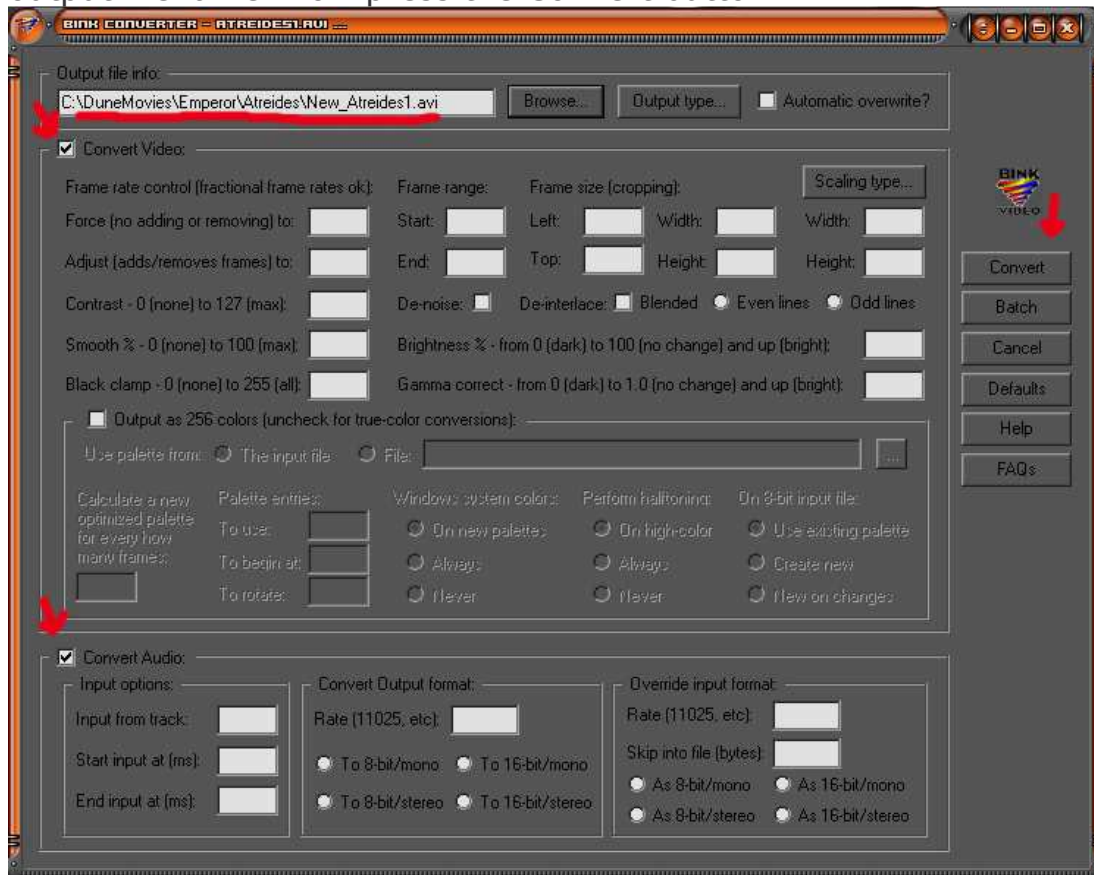 BINK CONVERTER - ATREIDES1.AVI
Output file info:
C:\DuneMovies\Emperor\Atreides\New_Atreides1.avi Browse... Output type... Automatic overwrite?
Convert Video:
Frame rate control (fractional frame rates ok): Frame range: Frame size (cropping): Scaling type...
Force (no adding or removing) to: Start: Left: Width: Width:
Adjust (adds/removes frames) to: End: Top: Height: Height:
Contrast - 0 (none) to 127 (max): De-noise: De-interlace: Blended Even lines Odd lines
Smooth % - 0 (none) to 100 (max): Brightness % - from 0 (dark) to 100 (no change) and up (bright):
Black clamp - 0 (none) to 255 (all): Gamma correct - from 0 (dark) to 1.0 (no change) and up (bright):
Output as 256 colors (uncheck for true-color conversions):
Use palette from: The input file File: ...
Calculate a new optimized palette for every how many frames:
Palette entries:
To use:
To begin at:
To rotate:
Windows system colors:
On new palettes
Always
Never
Perform halftoning:
On high-color
Always
Never
On 8-bit input file:
Use existing palette
Create new
New on changes
Convert Audio:
Input options:
Input from track:
Start input at (ms):
End input at (ms):
Convert Output format:
Rate (11025, etc):
To 8-bit/mono To 16-bit/mono
To 8-bit/stereo To 16-bit/stereo
Override input format:
Rate (11025, etc):
Skip into file (bytes):
As 8-bit/mono As 16-bit/mono
As 8-bit/stereo As 16-bit/stereo
BINK
VIDEO
Convert
Batch
Cancel
Defaults
Help
FAQs